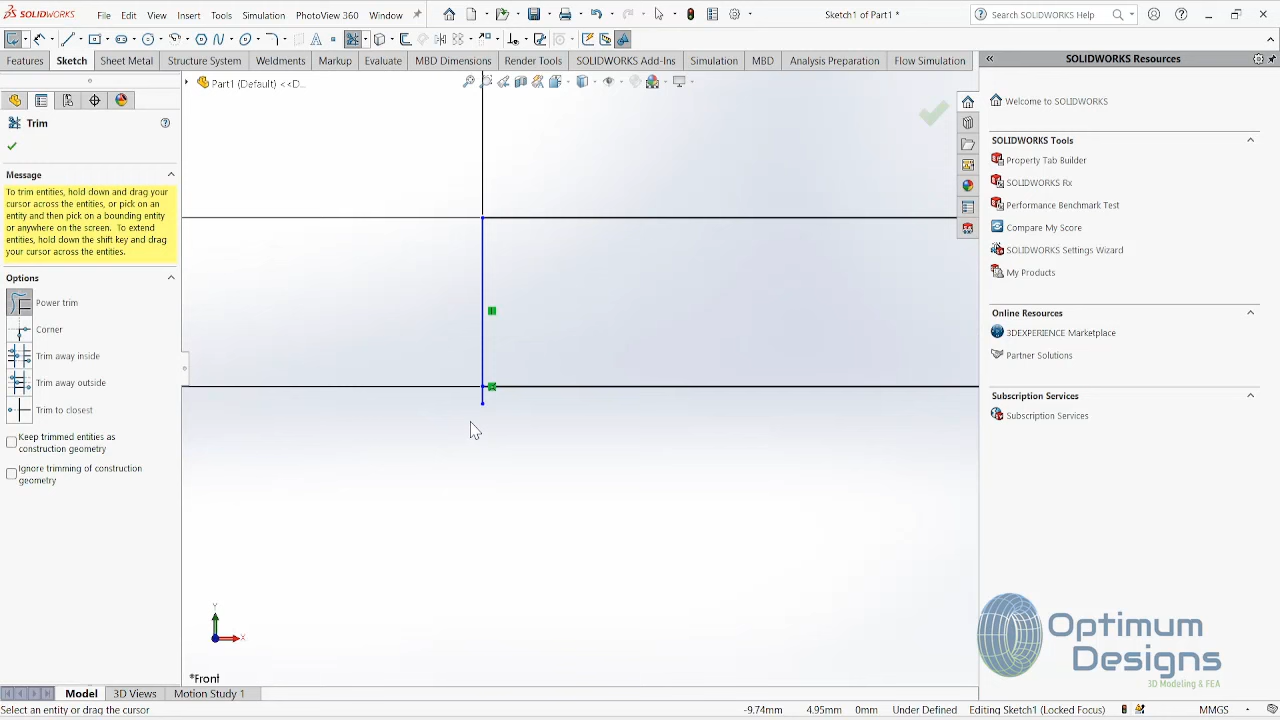 SOLIDWORKS
File
Edit
View
Insert
Tools
Simulation
PhotoView 360
Window
Sketch1 of Part1 *
Search SOLIDWORKS Help
Features
Sketch
Sheet Metal
Structure System
Weldments
Markup
Evaluate
MBD Dimensions
Render Tools
SOLIDWORKS Add-Ins
Simulation
MBD
Analysis Preparation
Flow Simulation
SOLIDWORKS Resources
Part1 (Default) <<D...
Trim
Message
To trim entities, hold down and drag your
cursor across the entities, or pick on an
entity and then pick on a bounding entity
or anywhere on the screen. To extend
entities, hold down the shift key and drag
your cursor across the entities.
Options
Power trim
Corner
Trim away inside
Trim away outside
Trim to closest
Keep trimmed entities as
construction geometry
Ignore trimming of construction
geometry
Welcome to SOLIDWORKS
SOLIDWORKS Tools
Property Tab Builder
SOLIDWORKS Rx
Performance Benchmark Test
Compare My Score
SOLIDWORKS Settings Wizard
My Products
Online Resources
3DEXPERIENCE Marketplace
Partner Solutions
Subscription Services
Subscription Services
Y
X
*Front
Optimum
Designs
3D Modeling & FEA
Model
3D Views
Motion Study 1
Select an entity or drag the cursor
-9.74mm
4.95mm
0mm
Under Defined
Editing Sketch1 (Locked Focus)
MMGS